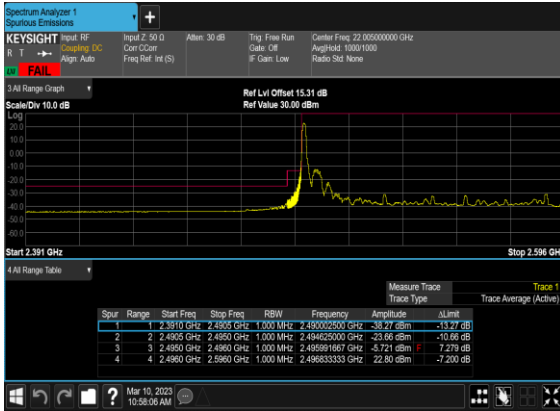 Spectrum Analyzer 1
Spurious Emissions
+
KEYSIGHT
Input: RF
Coupling: DC
Align: Auto
Input Z: 50 Ω
Corr CCorr
Freq Ref: Int (S)
Atten: 30 dB
Trig: Free Run
Gate: Off
IF Gain: Low
Center Freq: 22.005000000 GHz
Avg|Hold: 1000/1000
Radio Std: None
R T
FAIL
3 All Range Graph
Scale/Div 10.0 dB
Ref Lvl Offset 15.31 dB
Ref Value 30.00 dBm
Log
20.0
10.0
0.00
-10.0
-20.0
-30.0
-40.0
-50.0
-60.0
Start 2.391 GHz
Stop 2.596 GH
4 All Range Table
Measure Trace Trace 1
Trace Type Trace Average (Active)
Spur Range Start Freq Stop Freq RBW Frequency Amplitude ΔLimit
1 1 2.3910 GHz 2.4905 GHz 1.000 MHz 2.490002500 GHz -38.27 dBm -13.27 dB
2 2 2.4905 GHz 2.4950 GHz 1.000 MHz 2.494625000 GHz -23.66 dBm -10.66 dB
3 3 2.4950 GHz 2.4960 GHz 1.000 MHz 2.495991667 GHz -5.721 dBm F 7.279 dB
4 4 2.4960 GHz 2.5960 GHz 1.000 MHz 2.496833333 GHz 22.80 dBm -7.200 dB
?
Mar 10, 2023
10:58:06 AM